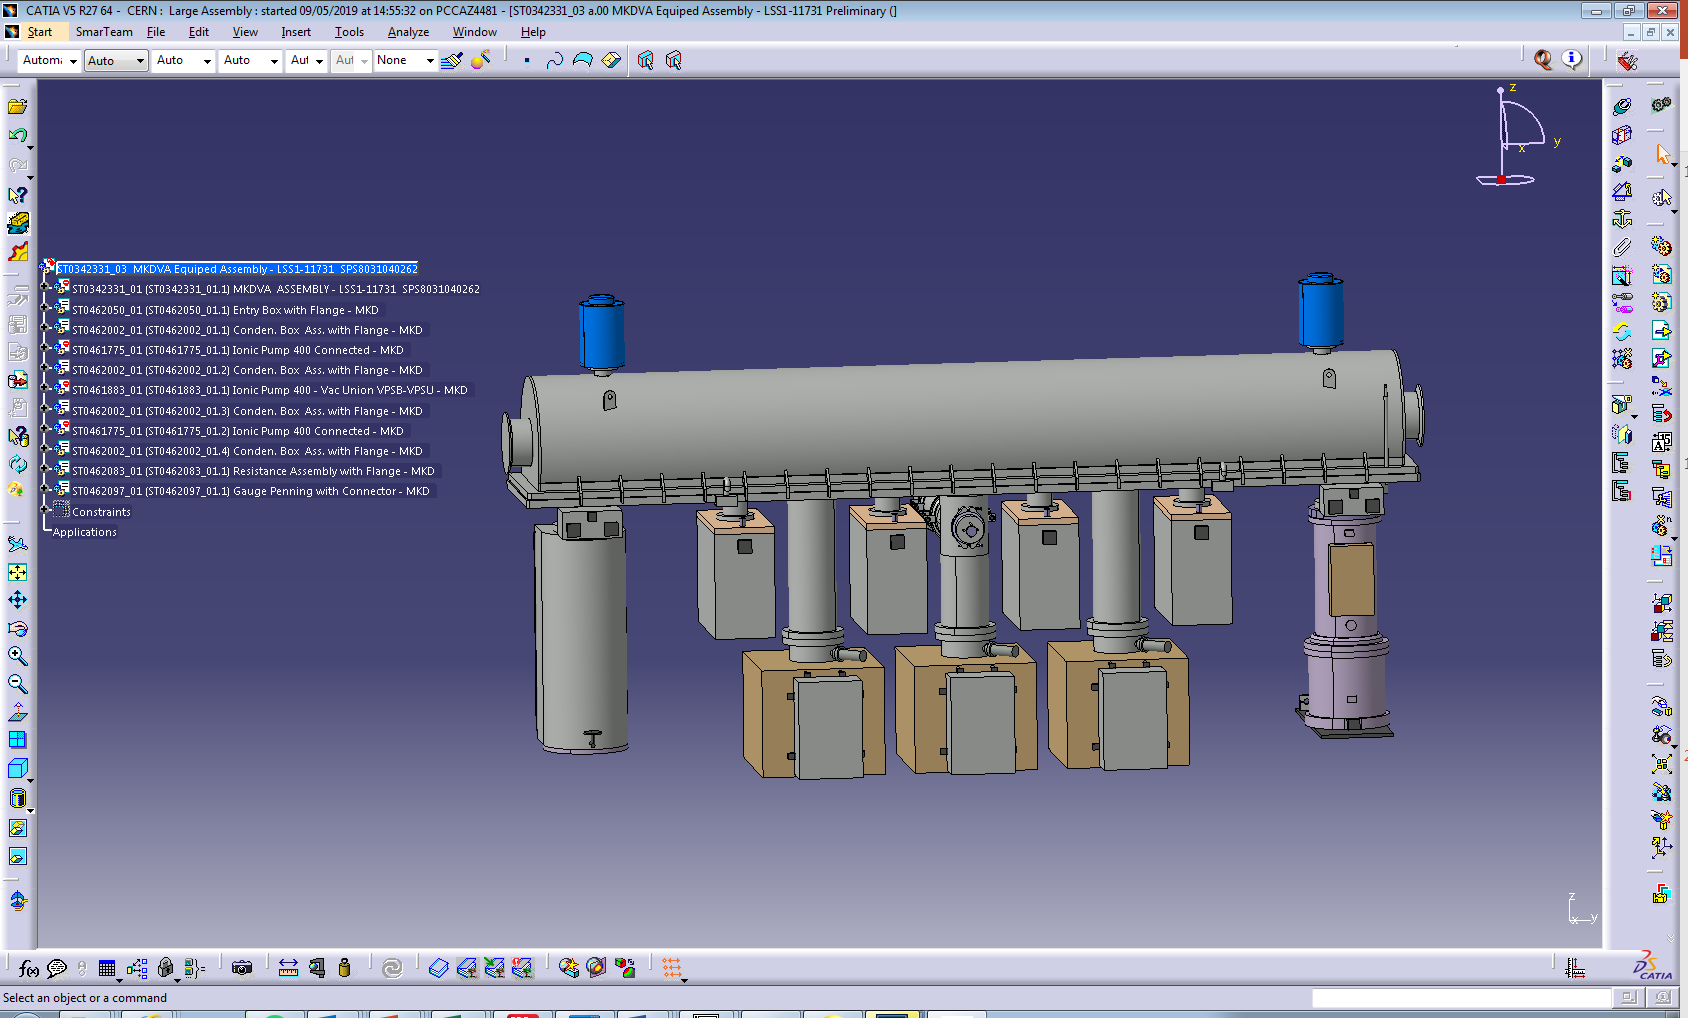 CATIA V5 R27 64 - CERN : Large Assembly : started 09/05/2019 at 14:55:32 on PCCAZ4481 - [ST0342331_03 a.00 MKDVA Equiped Assembly - LSS1-11731 Preliminary (]
Start SmarTeam File Edit View Insert Tools Analyze Window Help
Autom Auto Auto Auto Aut Aut None
z
y
x
ST0342331_03 MKDVA Equiped Assembly - LSS1-11731 SPS8031040262
ST0342331_01 (ST0342331_01.1) MKDVA ASSEMBLY - LSS1-11731 SPS8031040262
ST0462050_01 (ST0462050_01.1) Entry Box with Flange - MKD
ST0462002_01 (ST0462002_01.1) Conden. Box Ass. with Flange - MKD
ST0461775_01 (ST0461775_01.1) Ionic Pump 400 Connected - MKD
ST0462002_01 (ST0462002_01.2) Conden. Box Ass. with Flange - MKD
ST0461883_01 (ST0461883_01.1) Ionic Pump 400 - Vac Union VPSB-VPSU - MKD
ST0462002_01 (ST0462002_01.3) Conden. Box Ass. with Flange - MKD
ST0461775_01 (ST0461775_01.2) Ionic Pump 400 Connected - MKD
ST0462002_01 (ST0462002_01.4) Conden. Box Ass. with Flange - MKD
ST0462083_01 (ST0462083_01.1) Resistance Assembly with Flange - MKD
ST0462097_01 (ST0462097_01.1) Gauge Penning with Connector - MKD
Constraints
Applications
z
x y
f(x)
CATIA
Select an object or a command